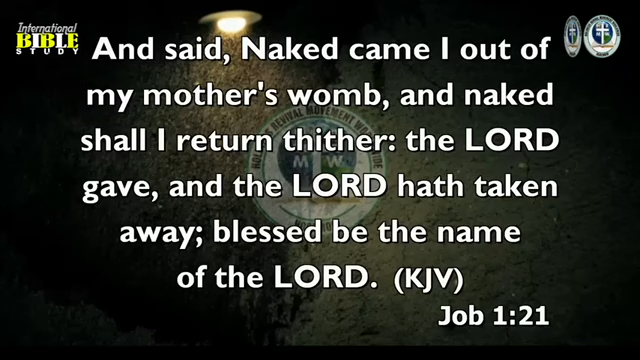 International
BIBLE
STUDY
And said, Naked came I out of
my mother's womb, and naked
shall I return thither: the LORD
gave, and the LORD hath taken
away; blessed be the name
of the LORD. (KJV)
Job 1:21